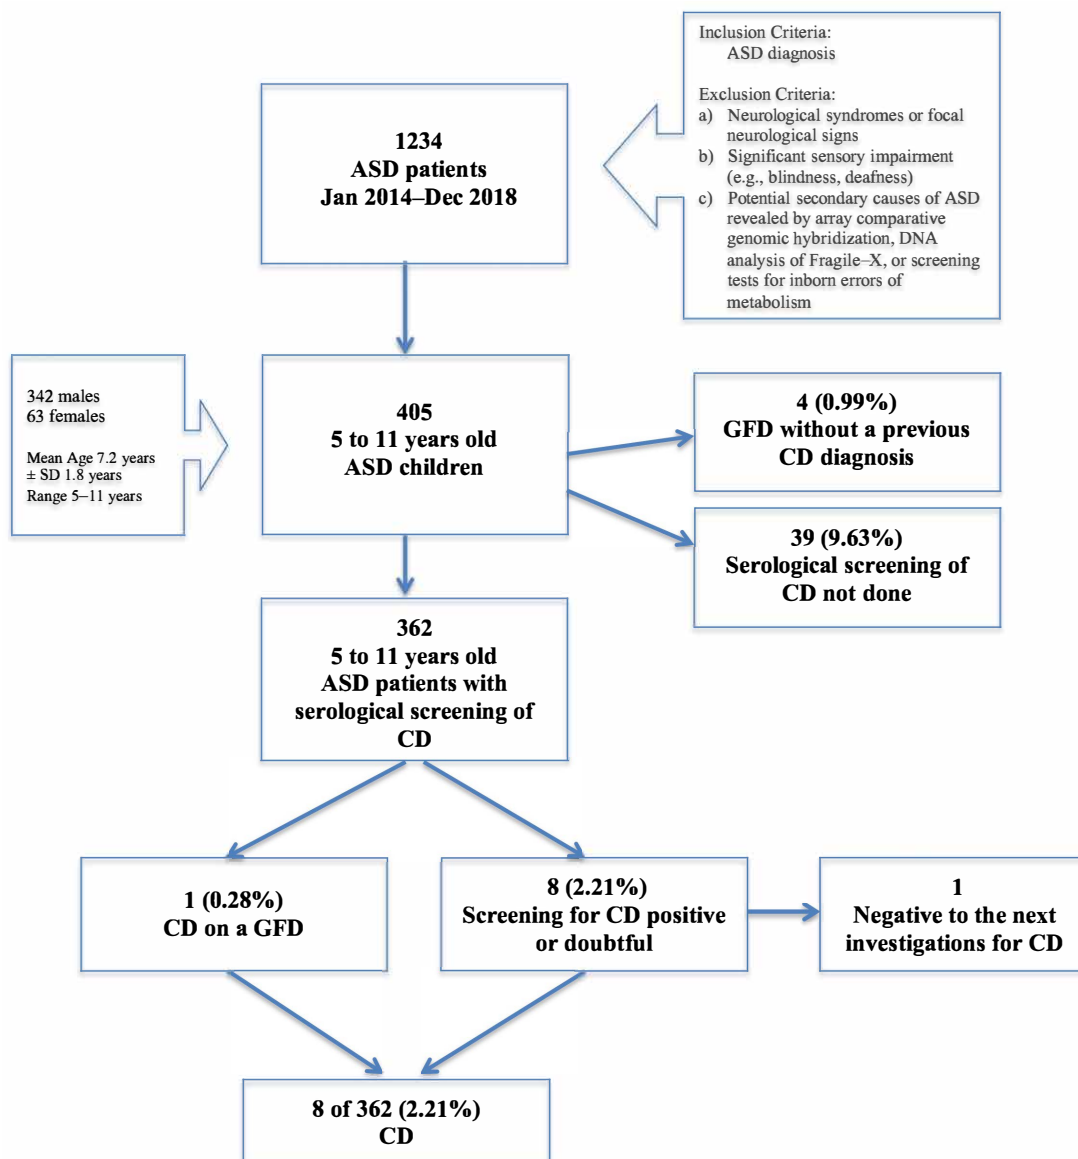 Inclusion Criteria:
ASD diagnosis
Exclusion Criteria:
a) Neurological syndromes or focal
neurological signs
b) Significant sensory impairment
(e.g., blindness, deafness)
c) Potential secondary causes of ASD
revealed by array comparative
genomic hybridization, DNA
analysis of Fragile–X, or screening
tests for inborn errors of
metabolism
1234
ASD patients
Jan 2014–Dec 2018
342 males
63 females
Mean Age 7.2 years
± SD 1.8 years
Range 5–11 years
405
5 to 11 years old
ASD children
4 (0.99%)
GFD without a previous
CD diagnosis
39 (9.63%)
Serological screening of
CD not done
362
5 to 11 years old
ASD patients with
serological screening of
CD
1 (0.28%)
CD on a GFD
8 (2.21%)
Screening for CD positive
or doubtful
1
Negative to the next
investigations for CD
8 of 362 (2.21%)
CD